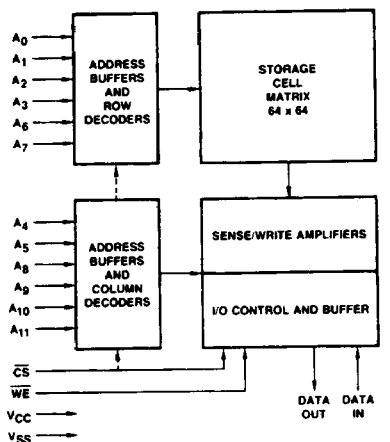 A0
A1
A2
A3
A6
A7
ADDRESS
BUFFERS
AND
ROW
DECODERS
STORAGE
CELL
MATRIX
64 x 64
A4
A5
A8
A9
A10
A11
ADDRESS
BUFFERS
AND
COLUMN
DECODERS
SENSE/WRITE AMPLIFIERS
I/O CONTROL AND BUFFER
CS
WE
VCC
VSS
DATA
OUT
DATA
IN